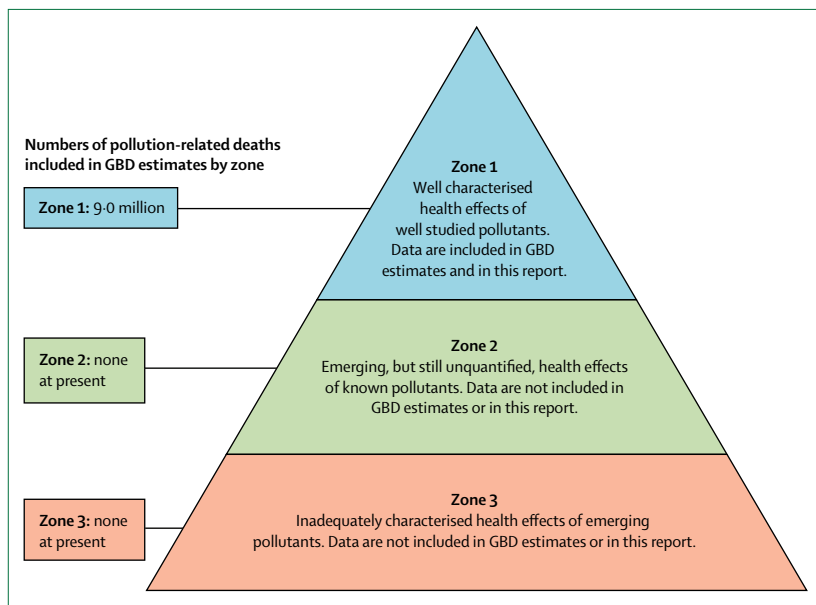 Numbers of pollution-related deaths
included in GBD estimates by zone
Zone 1: 9·0 million
Zone 1
Well characterised
health effects of
well studied pollutants.
Data are included in GBD
estimates and in this report.
Zone 2: none
at present
Zone 2
Emerging, but still unquantified, health effects
of known pollutants. Data are not included in
GBD estimates or in this report.
Zone 3: none
at present
Zone 3
Inadequately characterised health effects of emerging
pollutants. Data are not included in GBD estimates or in this report.